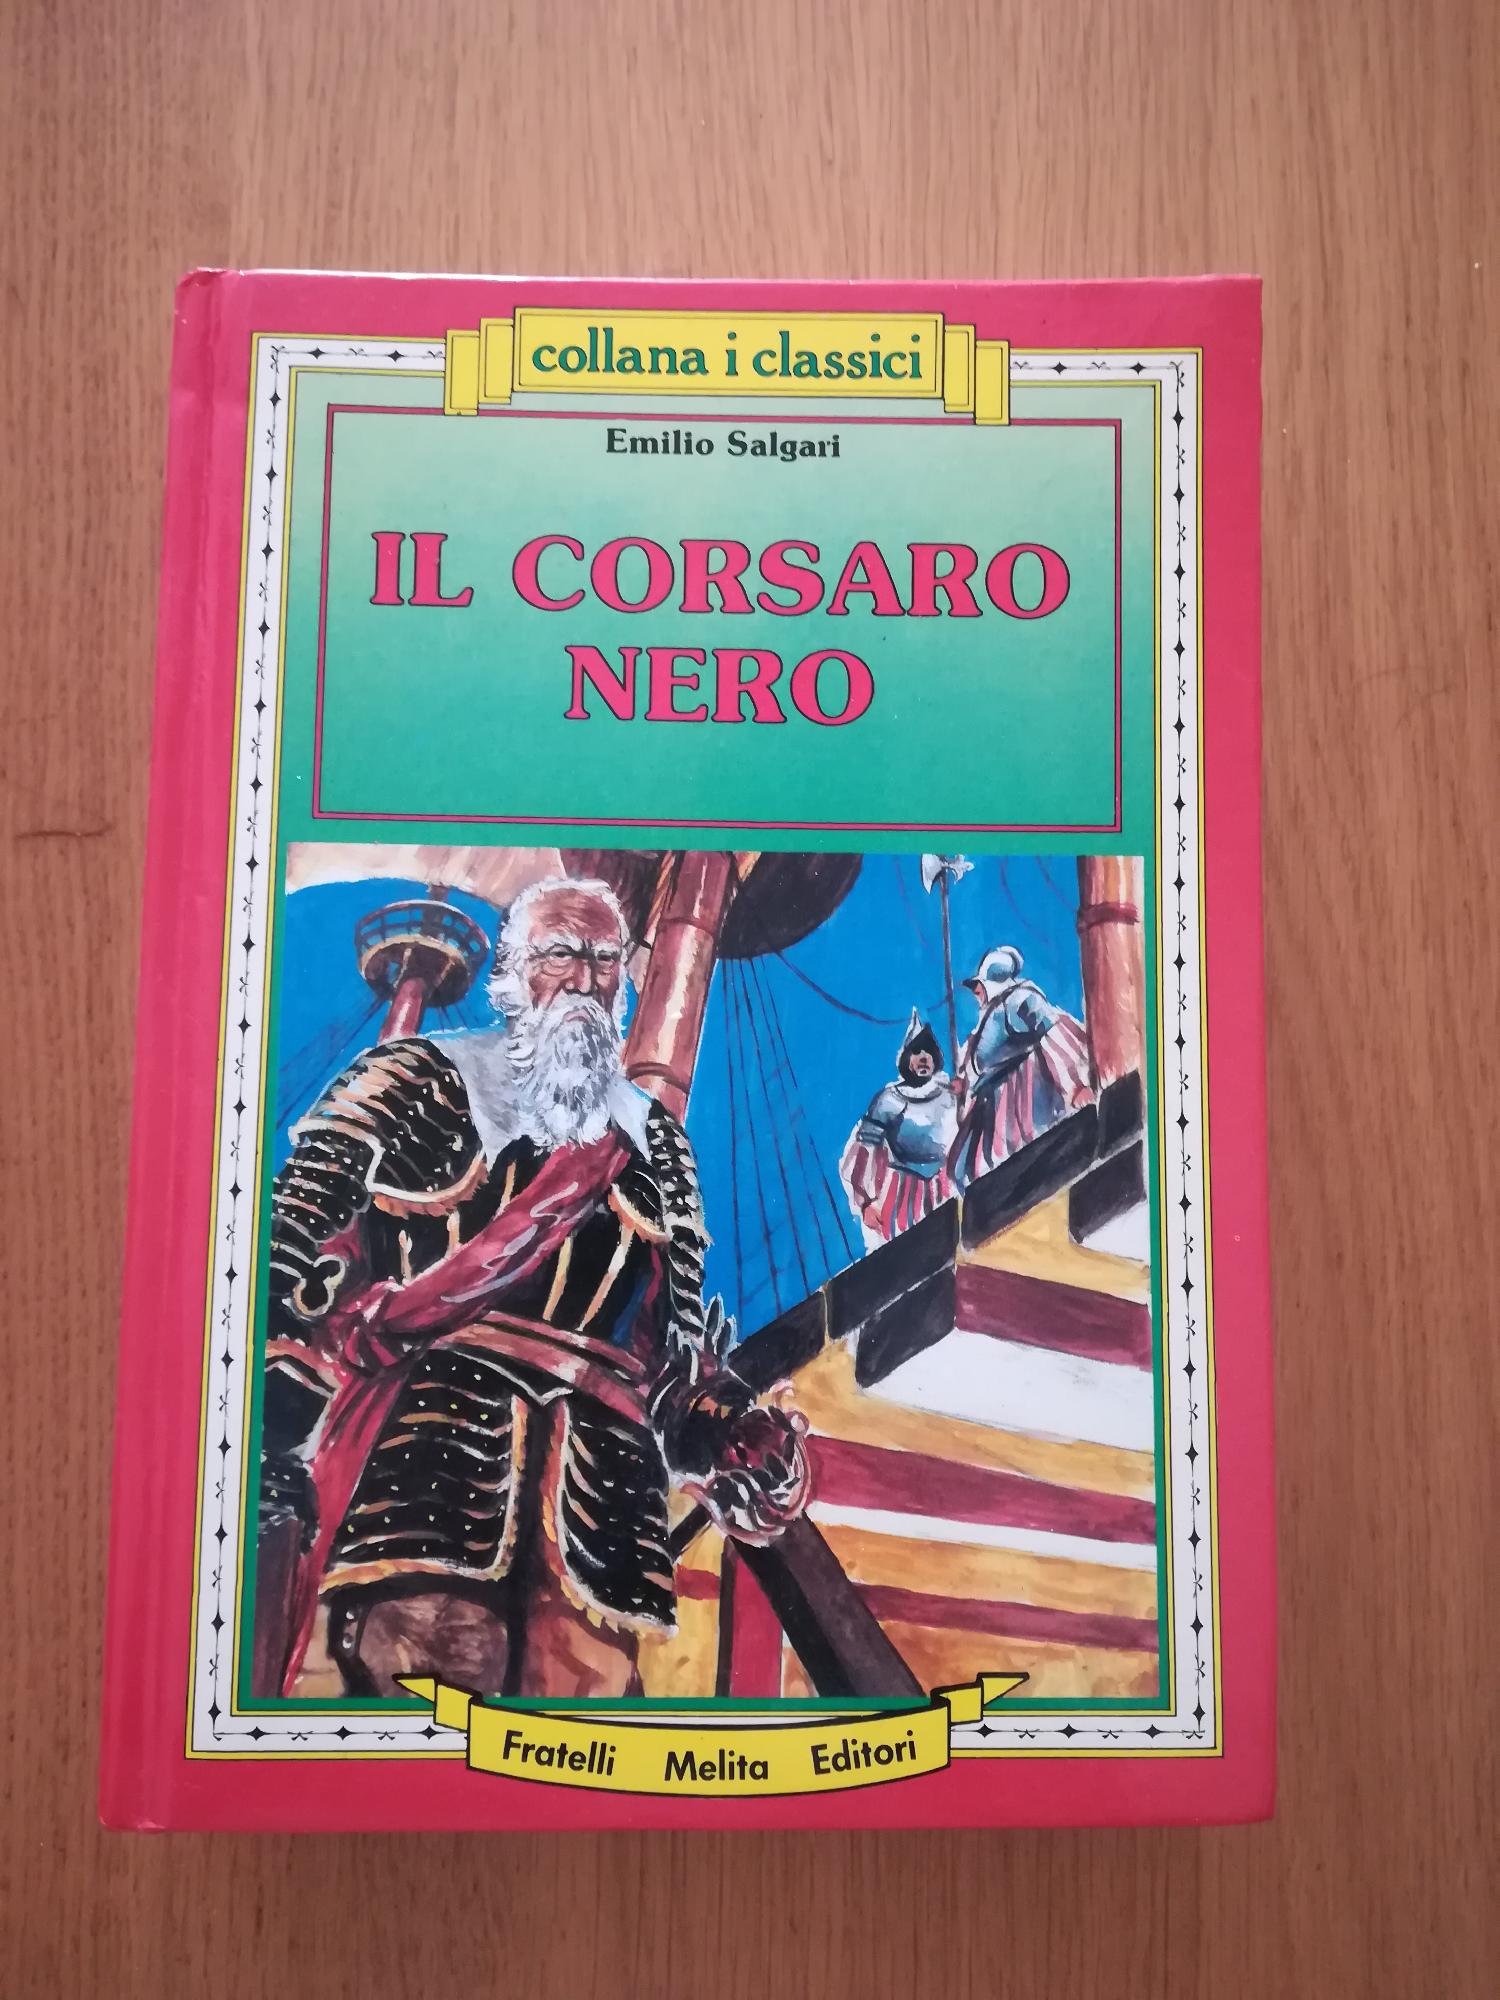 collana i classici
Emilio Salgari
IL CORSARO
NERO
Fratelli Melita Editori